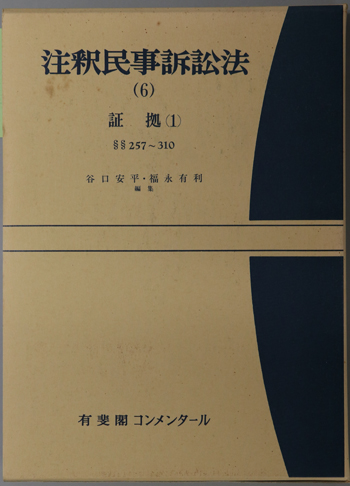 注釈民事訴訟法
(6)
証拠(1)
§§257～310
谷口安平・福永有利
編集
有斐閣コンメンタール